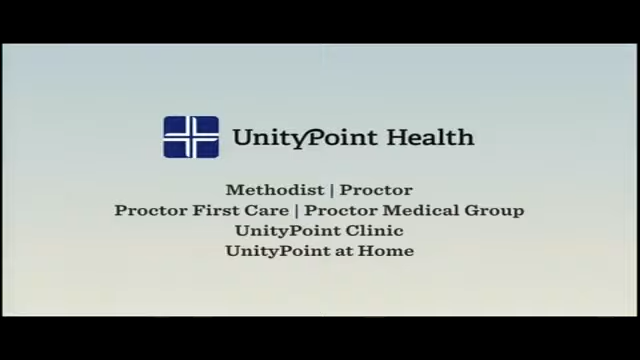 UnityPoint Health
Methodist | Proctor
Proctor First Care | Proctor Medical Group
UnityPoint Clinic
UnityPoint at Home